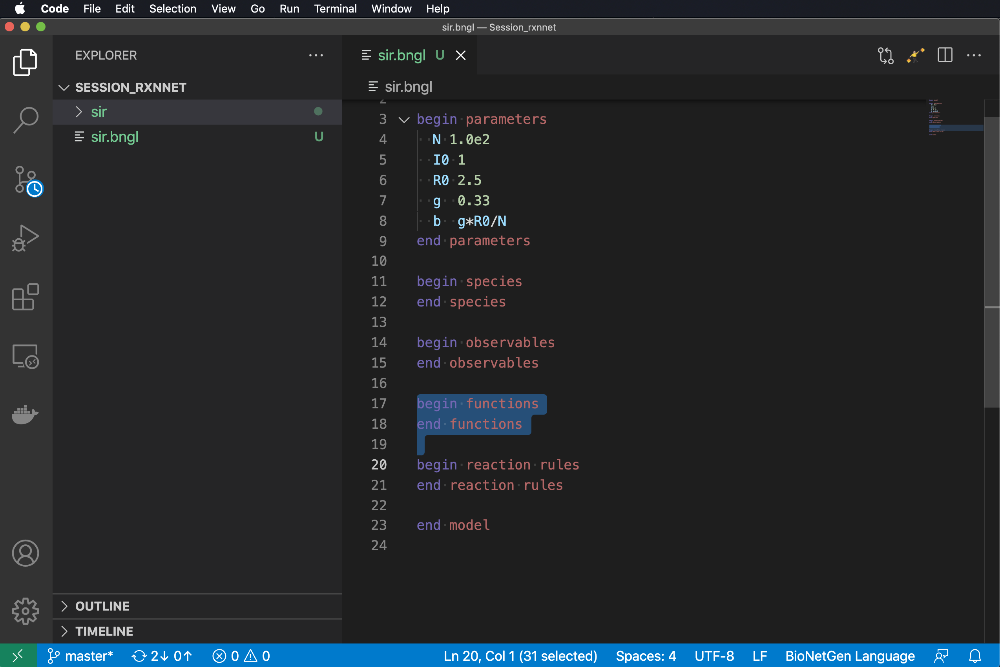 Code File Edit Selection View Go Run Terminal Window Help
sir.bngl — Session_rxnnet
EXPLORER
SESSION_RXNNET
sir
sir.bngl U
sir.bngl U
sir.bngl
2
3 begin parameters
4 N 1.0e2
5 I0 1
6 R0 2.5
7 g 0.33
8 b g*R0/N
9 end parameters
10
11 begin species
12 end species
13
14 begin observables
15 end observables
16
17 begin functions
18 end functions
19
20 begin reaction rules
21 end reaction rules
22
23 end model
24
OUTLINE
TIMELINE
master* 2↓ 0↑ 0 0 Ln 20, Col 1 (31 selected) Spaces: 4 UTF-8 LF BioNetGen Language